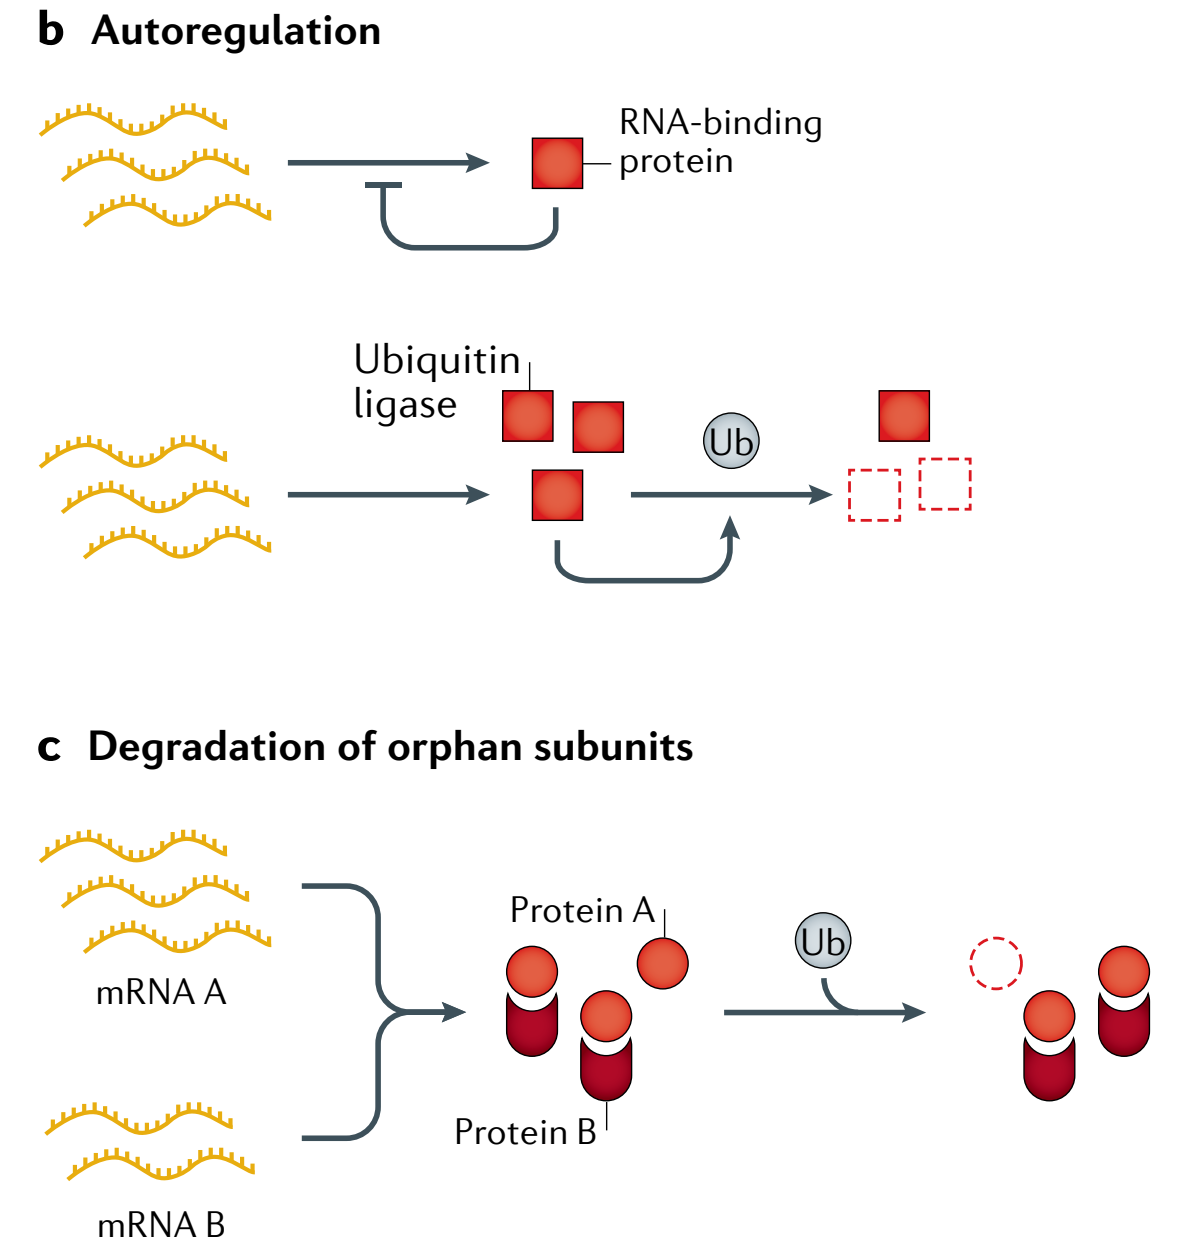 b Autoregulation
RNA-binding
protein
Ubiquitin
ligase
Ub
c Degradation of orphan subunits
mRNA A
Protein A
Ub
Protein B
mRNA B